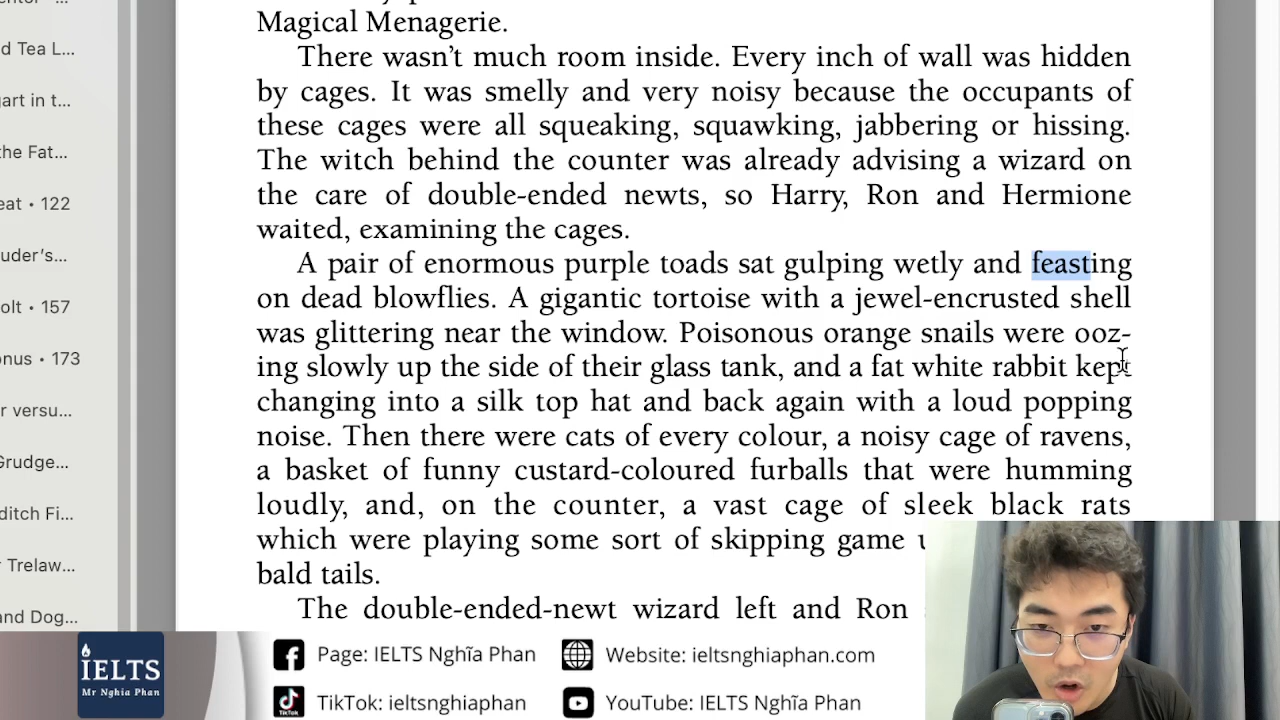 Magical Menagerie.
There wasn't much room inside. Every inch of wall was hidden
by cages. It was smelly and very noisy because the occupants of
these cages were all squeaking, squawking, jabbering or hissing.
The witch behind the counter was already advising a wizard on
the care of double-ended newts, so Harry, Ron and Hermione
waited, examining the cages.
A pair of enormous purple toads sat gulping wetly and feasting
on dead blowflies. A gigantic tortoise with a jewel-encrusted shell
was glittering near the window. Poisonous orange snails were ooz-
ing slowly up the side of their glass tank, and a fat white rabbit kept
changing into a silk top hat and back again with a loud popping
noise. Then there were cats of every colour, a noisy cage of ravens,
a basket of funny custard-coloured furballs that were humming
loudly, and, on the counter, a vast cage of sleek black rats
which were playing some sort of skipping game
bald tails.
The double-ended-newt wizard left and Ron
d Tea L...
gart in t...
the Fat...
eat • 122
uder's...
olt • 157
onus • 173
r versu...
Grudge...
ditch Fi...
r Trelaw...
and Dog...
IELTS
Mr Nghia Phan
Page: IELTS Nghĩa Phan
Website: ieltsnghiaphan.com
TikTok
TikTok: ieltsnghiaphan
YouTube: IELTS Nghĩa Phan